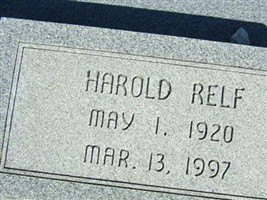 HAROLD RELF
MAY 1, 1920
MAR. 13, 1997